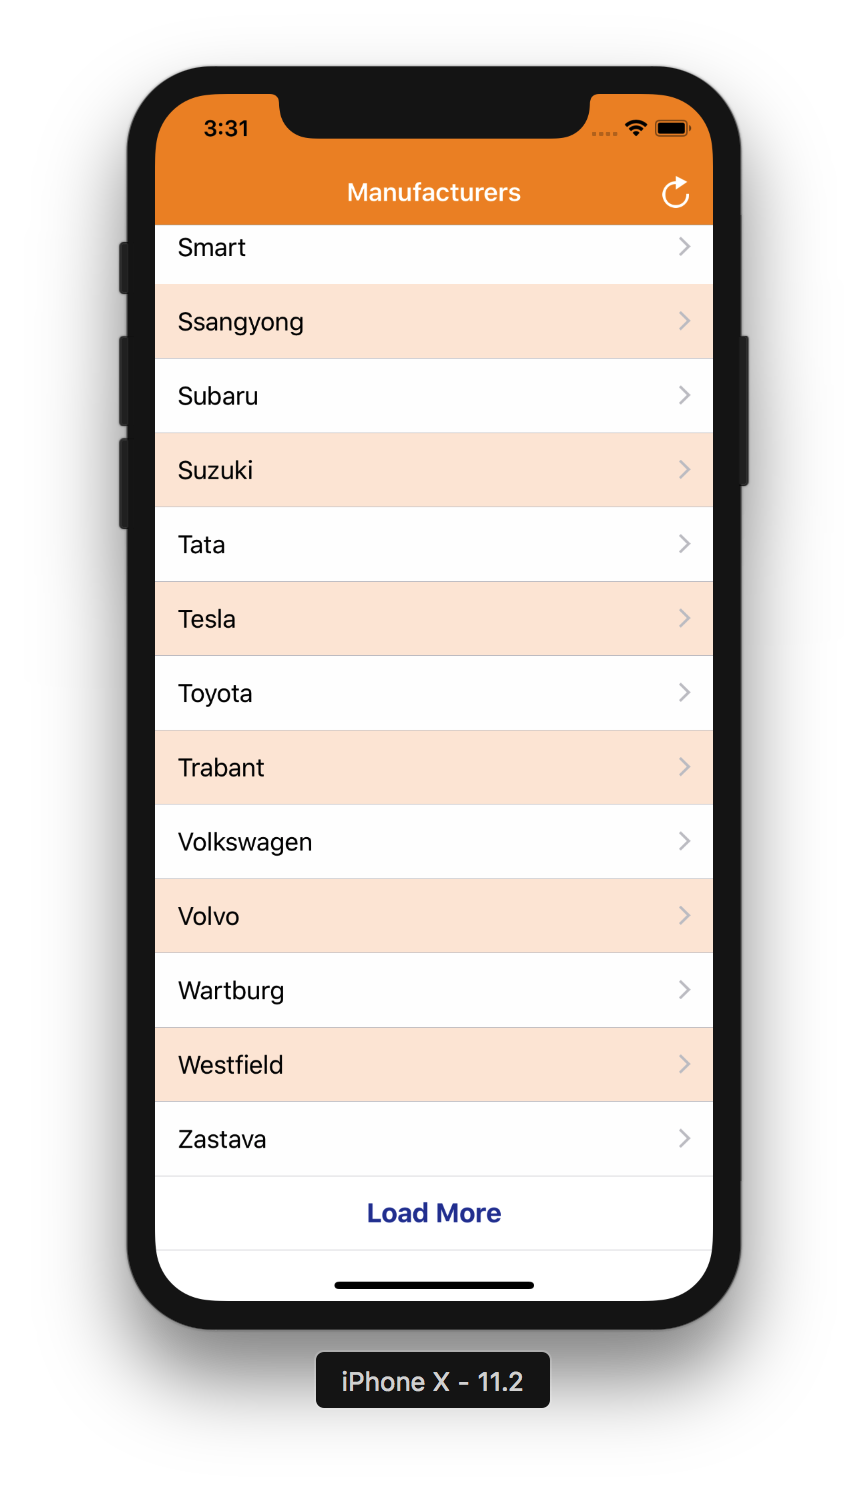 3:31
Manufacturers
Smart
Ssangyong
Subaru
Suzuki
Tata
Tesla
Toyota
Trabant
Volkswagen
Volvo
Wartburg
Westfield
Zastava
Load More
iPhone X - 11.2